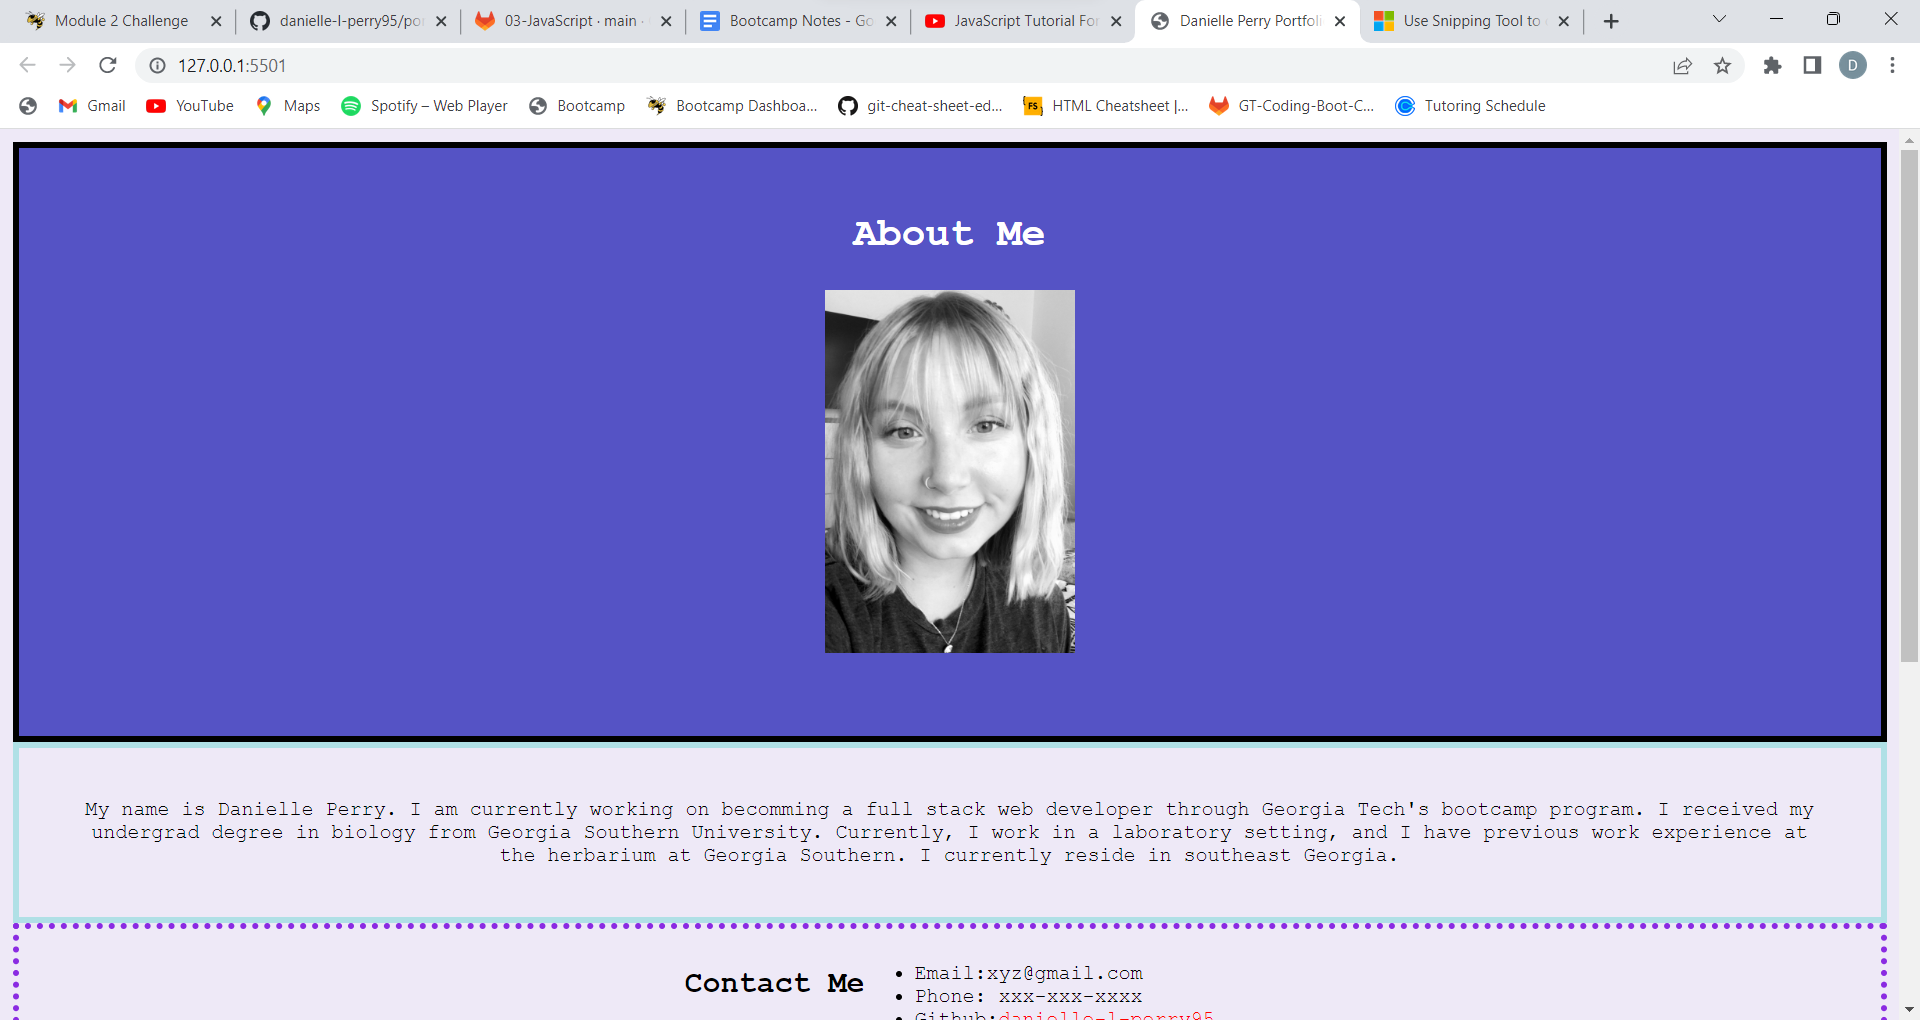 Module 2 Challenge
danielle-l-perry95/po
03-JavaScript · main ·
Bootcamp Notes - Go
JavaScript Tutorial Fo
Danielle Perry Portfoli
Use Snipping Tool to
127.0.0.1:5501
D
Gmail
YouTube
Maps
Spotify – Web Player
Bootcamp
Bootcamp Dashboa...
git-cheat-sheet-ed...
FS
HTML Cheatsheet |...
GT-Coding-Boot-C...
Tutoring Schedule
About Me
My name is Danielle Perry. I am currently working on becomming a full stack web developer through Georgia Tech's bootcamp program. I received my
undergrad degree in biology from Georgia Southern University. Currently, I work in a laboratory setting, and I have previous work experience at
the herbarium at Georgia Southern. I currently reside in southeast Georgia.
Contact Me
Email:xyz@gmail.com
Phone: xxx-xxx-xxxx
Github:danielle-l-perry95